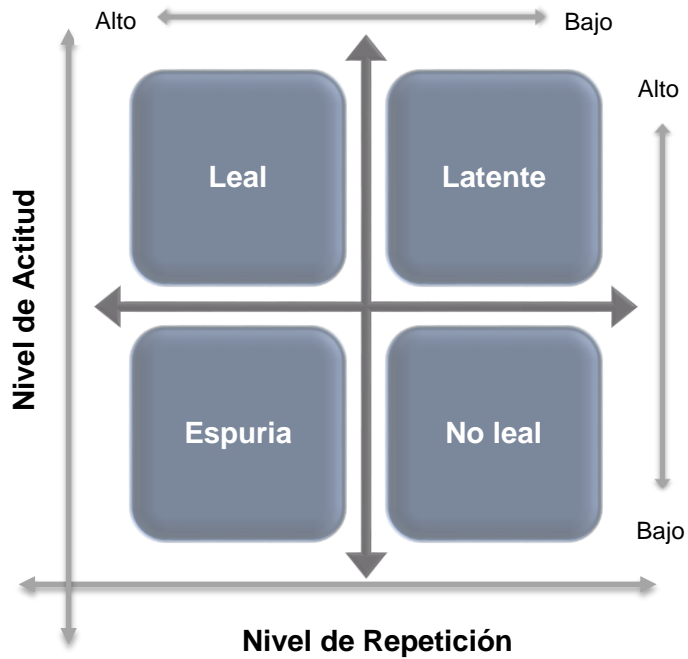 Alto
Bajo
Alto
Leal
Latente
Nivel de Actitud
Espuria
No leal
Bajo
Nivel de Repetición